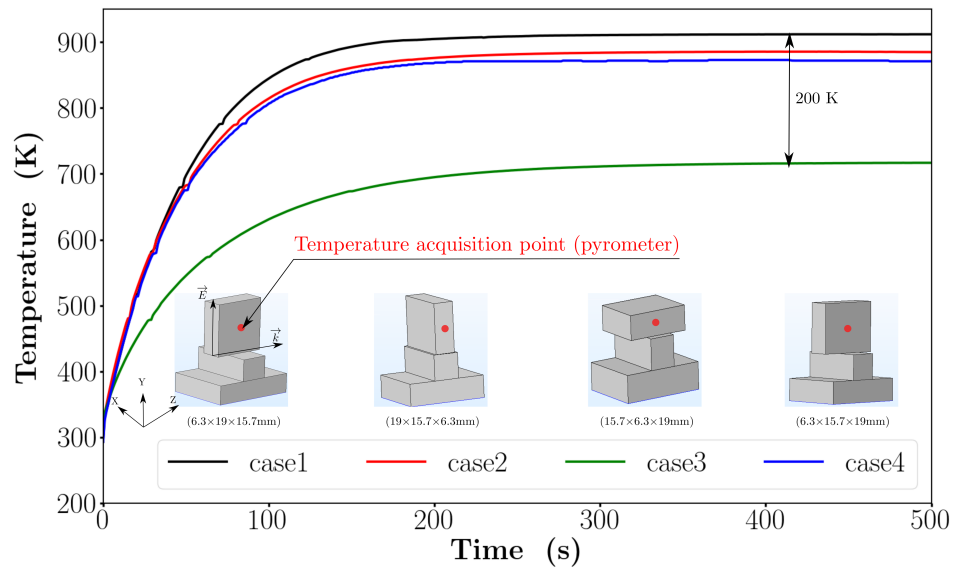 Temperature (K)
900
800
700
600
500
400
300
200
200 K
Temperature acquisition point (pyrometer)
E
k
Y
X
Z
(6.3×19×15.7mm)
(19×15.7×6.3mm)
(15.7×6.3×19mm)
(6.3×15.7×19mm)
case1
case2
case3
case4
0
100
200
300
400
500
Time (s)